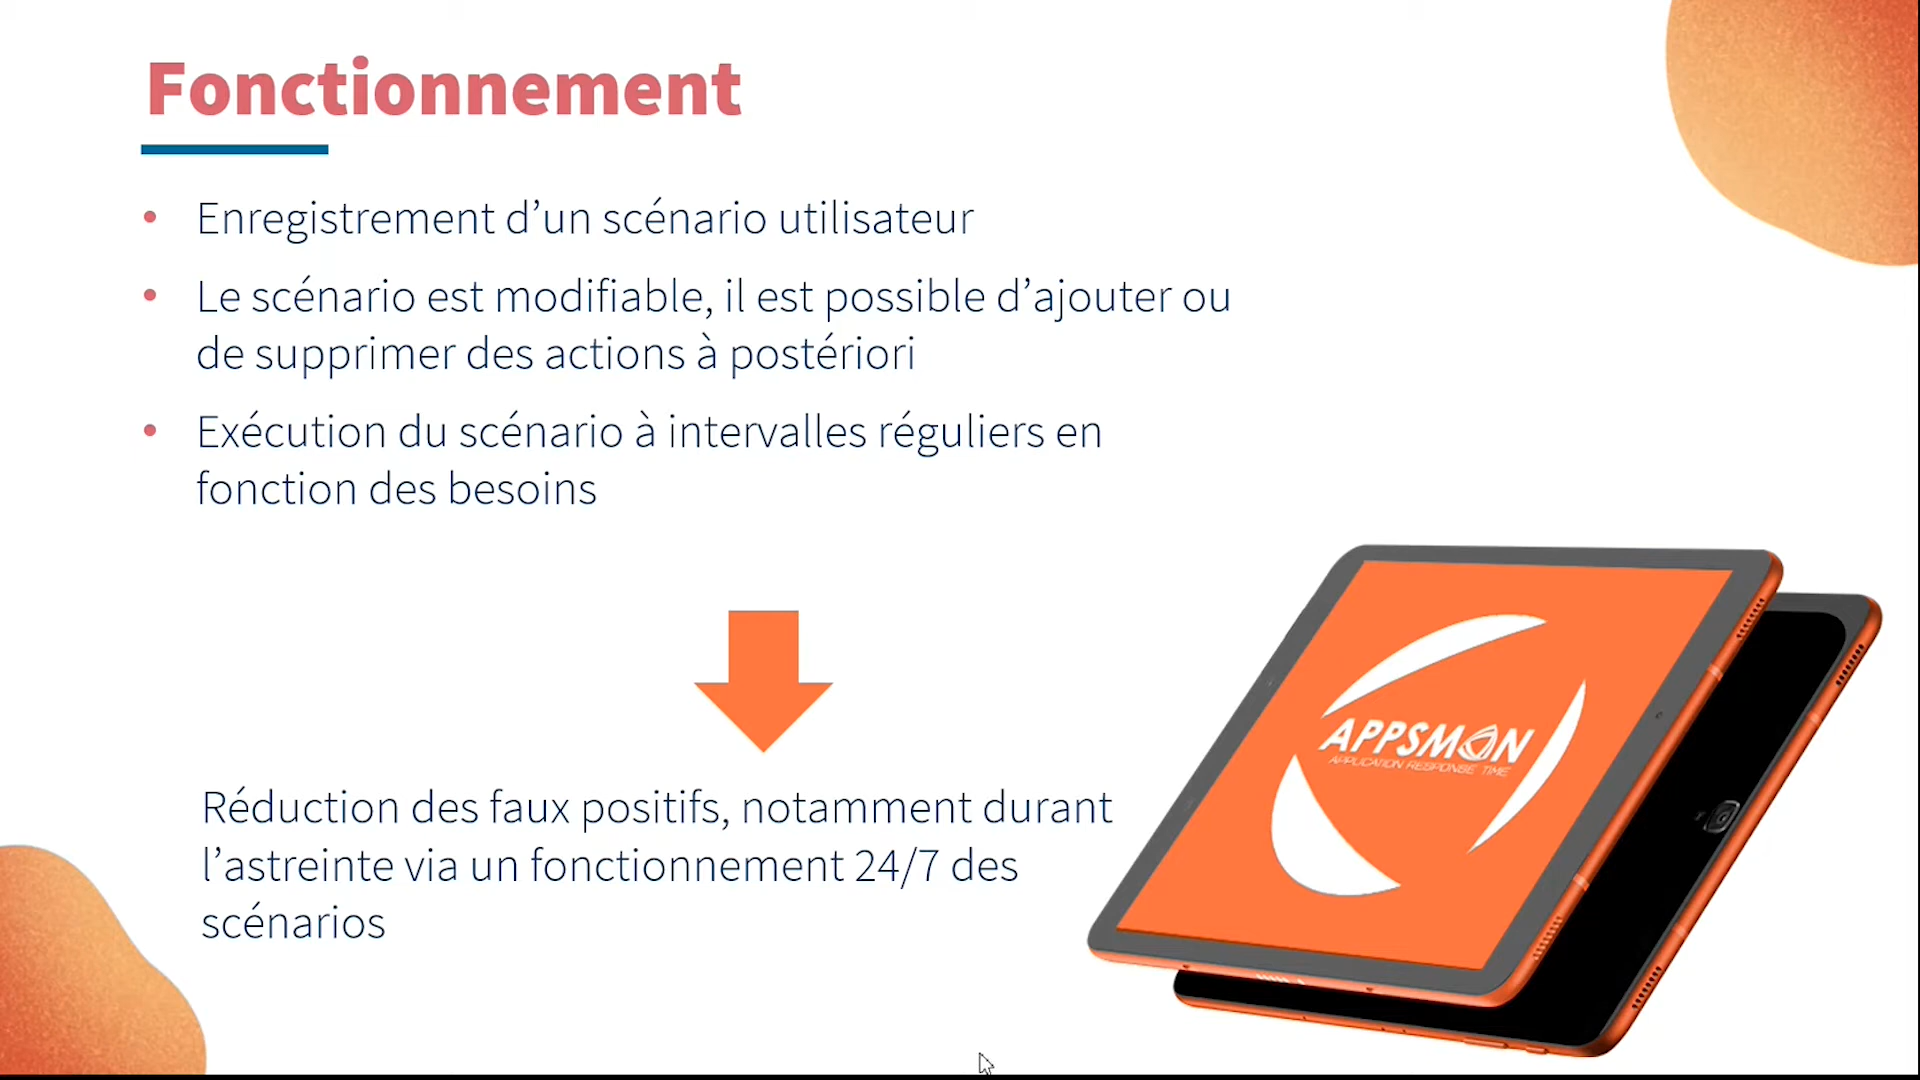 Fonctionnement
• Enregistrement d’un scénario utilisateur
• Le scénario est modifiable, il est possible d’ajouter ou
de supprimer des actions à postériori
• Exécution du scénario à intervalles réguliers en
fonction des besoins
Réduction des faux positifs, notamment durant
l’astreinte via un fonctionnement 24/7 des
scénarios
APPSMON
APPLICATION RESPONSE TIME